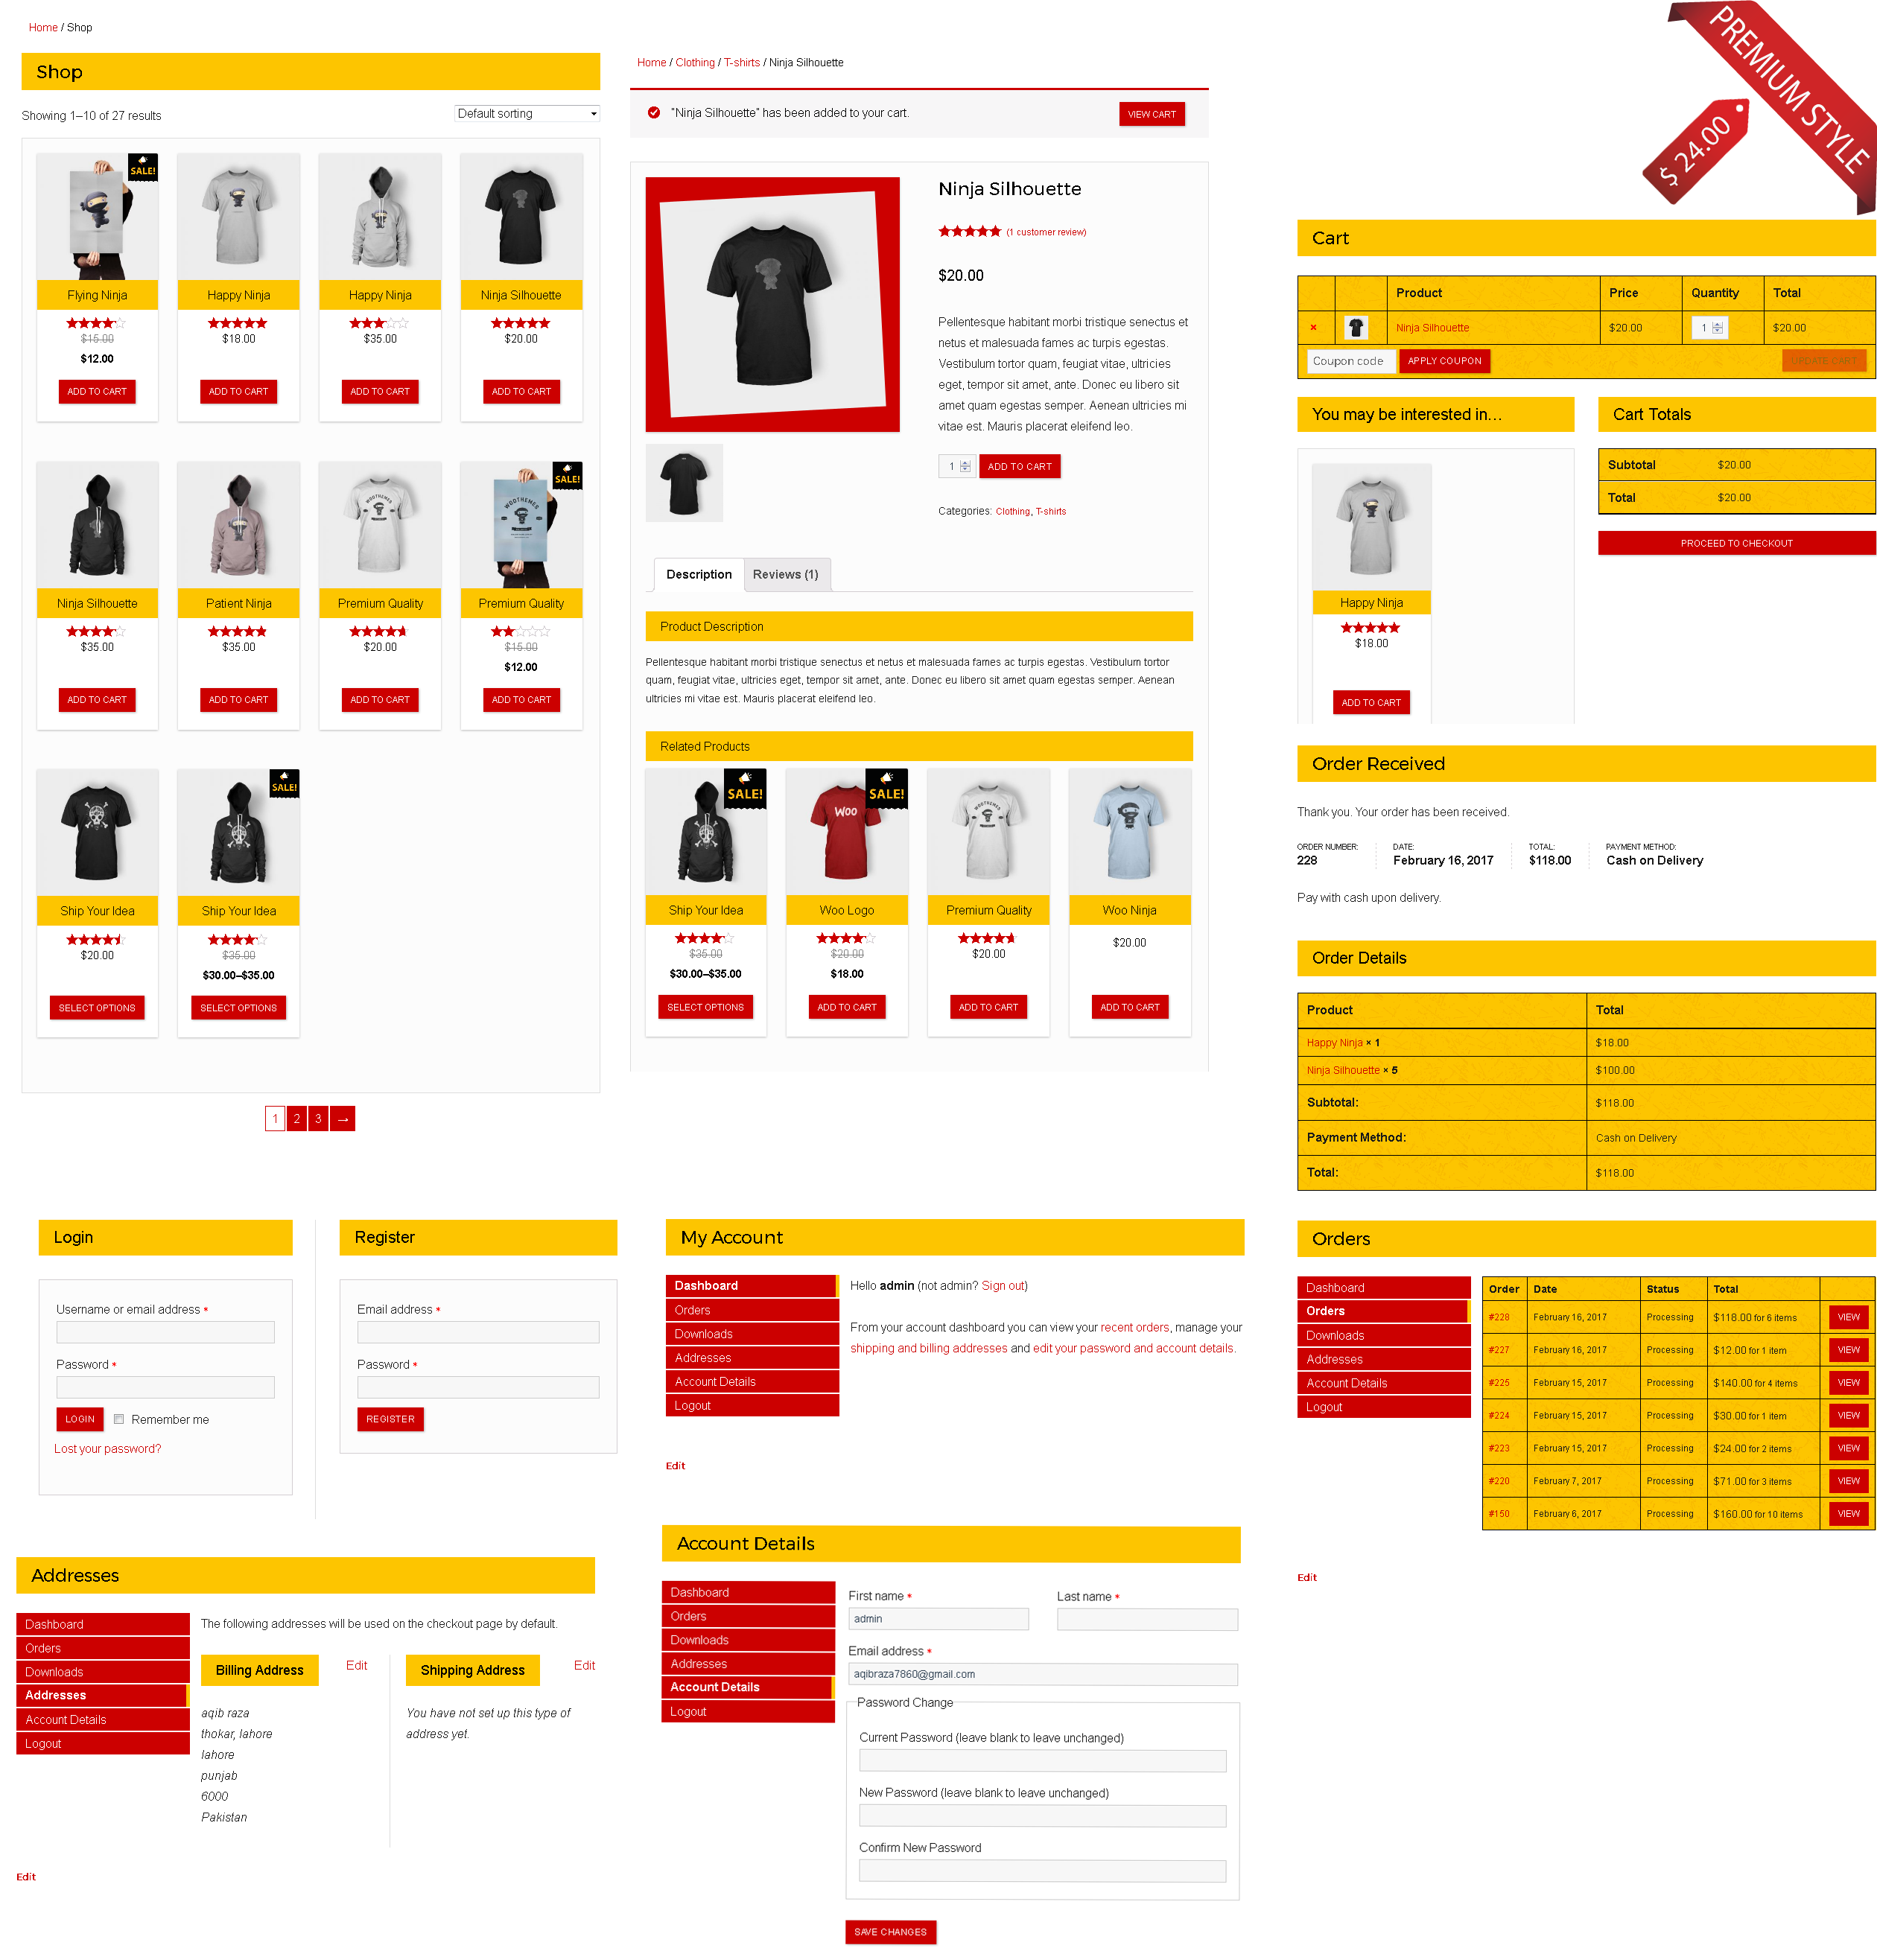 Home / Shop
Shop
Showing 1–10 of 27 results
Default sorting
SALE!
Flying Ninja
Happy Ninja
Happy Ninja
Ninja Silhouette
$15.00
$18.00
$35.00
$20.00
$12.00
ADD TO CART
ADD TO CART
ADD TO CART
ADD TO CART
WOOTHEMES
WOOTHEMES
SALE!
Ninja Silhouette
Patient Ninja
Premium Quality
Premium Quality
$35.00
$35.00
$20.00
$15.00
$12.00
ADD TO CART
ADD TO CART
ADD TO CART
ADD TO CART
SALE!
Ship Your Idea
Ship Your Idea
$20.00
$35.00
$30.00–$35.00
SELECT OPTIONS
SELECT OPTIONS
1 2 3 →
Home / Clothing / T-shirts / Ninja Silhouette
"Ninja Silhouette" has been added to your cart.
VIEW CART
Ninja Silhouette
(1 customer review)
$20.00
Pellentesque habitant morbi tristique senectus et
netus et malesuada fames ac turpis egestas.
Vestibulum tortor quam, feugiat vitae, ultricies
eget, tempor sit amet, ante. Donec eu libero sit
amet quam egestas semper. Aenean ultricies mi
vitae est. Mauris placerat eleifend leo.
1
ADD TO CART
Categories: Clothing, T-shirts
Description
Reviews (1)
Product Description
Pellentesque habitant morbi tristique senectus et netus et malesuada fames ac turpis egestas. Vestibulum tortor
quam, feugiat vitae, ultricies eget, tempor sit amet, ante. Donec eu libero sit amet quam egestas semper. Aenean
ultricies mi vitae est. Mauris placerat eleifend leo.
Related Products
SALE!
WOO
SALE!
WOOTHEMES
Ship Your Idea
Woo Logo
Premium Quality
Woo Ninja
$35.00
$20.00
$20.00
$20.00
$30.00–$35.00
$18.00
SELECT OPTIONS
ADD TO CART
ADD TO CART
ADD TO CART
PREMIUM STYLE
$ 24.00
Cart
Product Price Quantity Total
× Ninja Silhouette $20.00 1 $20.00
Coupon code
APPLY COUPON
UPDATE CART
You may be interested in…
Happy Ninja
$18.00
ADD TO CART
Cart Totals
Subtotal $20.00
Total $20.00
PROCEED TO CHECKOUT
Order Received
Thank you. Your order has been received.
ORDER NUMBER: DATE: TOTAL: PAYMENT METHOD:
228 February 16, 2017 $118.00 Cash on Delivery
Pay with cash upon delivery.
Order Details
Product Total
Happy Ninja × 1 $18.00
Ninja Silhouette × 5 $100.00
Subtotal: $118.00
Payment Method: Cash on Delivery
Total: $118.00
Login
Username or email address *
Password *
LOGIN
Remember me
Lost your password?
Register
Email address *
Password *
REGISTER
My Account
Dashboard
Orders
Downloads
Addresses
Account Details
Logout
Hello admin (not admin? Sign out)
From your account dashboard you can view your recent orders, manage your
shipping and billing addresses and edit your password and account details.
Edit
Orders
Dashboard
Orders
Downloads
Addresses
Account Details
Logout
Order Date Status Total
#228 February 16, 2017 Processing $118.00 for 6 items VIEW
#227 February 16, 2017 Processing $12.00 for 1 item VIEW
#225 February 15, 2017 Processing $140.00 for 4 items VIEW
#224 February 15, 2017 Processing $30.00 for 1 item VIEW
#223 February 15, 2017 Processing $24.00 for 2 items VIEW
#220 February 7, 2017 Processing $71.00 for 3 items VIEW
#150 February 6, 2017 Processing $160.00 for 10 items VIEW
Edit
Addresses
Dashboard
Orders
Downloads
Addresses
Account Details
Logout
The following addresses will be used on the checkout page by default.
Billing Address
Edit
aqib raza
thokar, lahore
lahore
punjab
6000
Pakistan
Shipping Address
Edit
You have not set up this type of
address yet.
Edit
Account Details
Dashboard
Orders
Downloads
Addresses
Account Details
Logout
First name *
Last name *
admin
Email address *
aqibraza7860@gmail.com
Password Change
Current Password (leave blank to leave unchanged)
New Password (leave blank to leave unchanged)
Confirm New Password
SAVE CHANGES